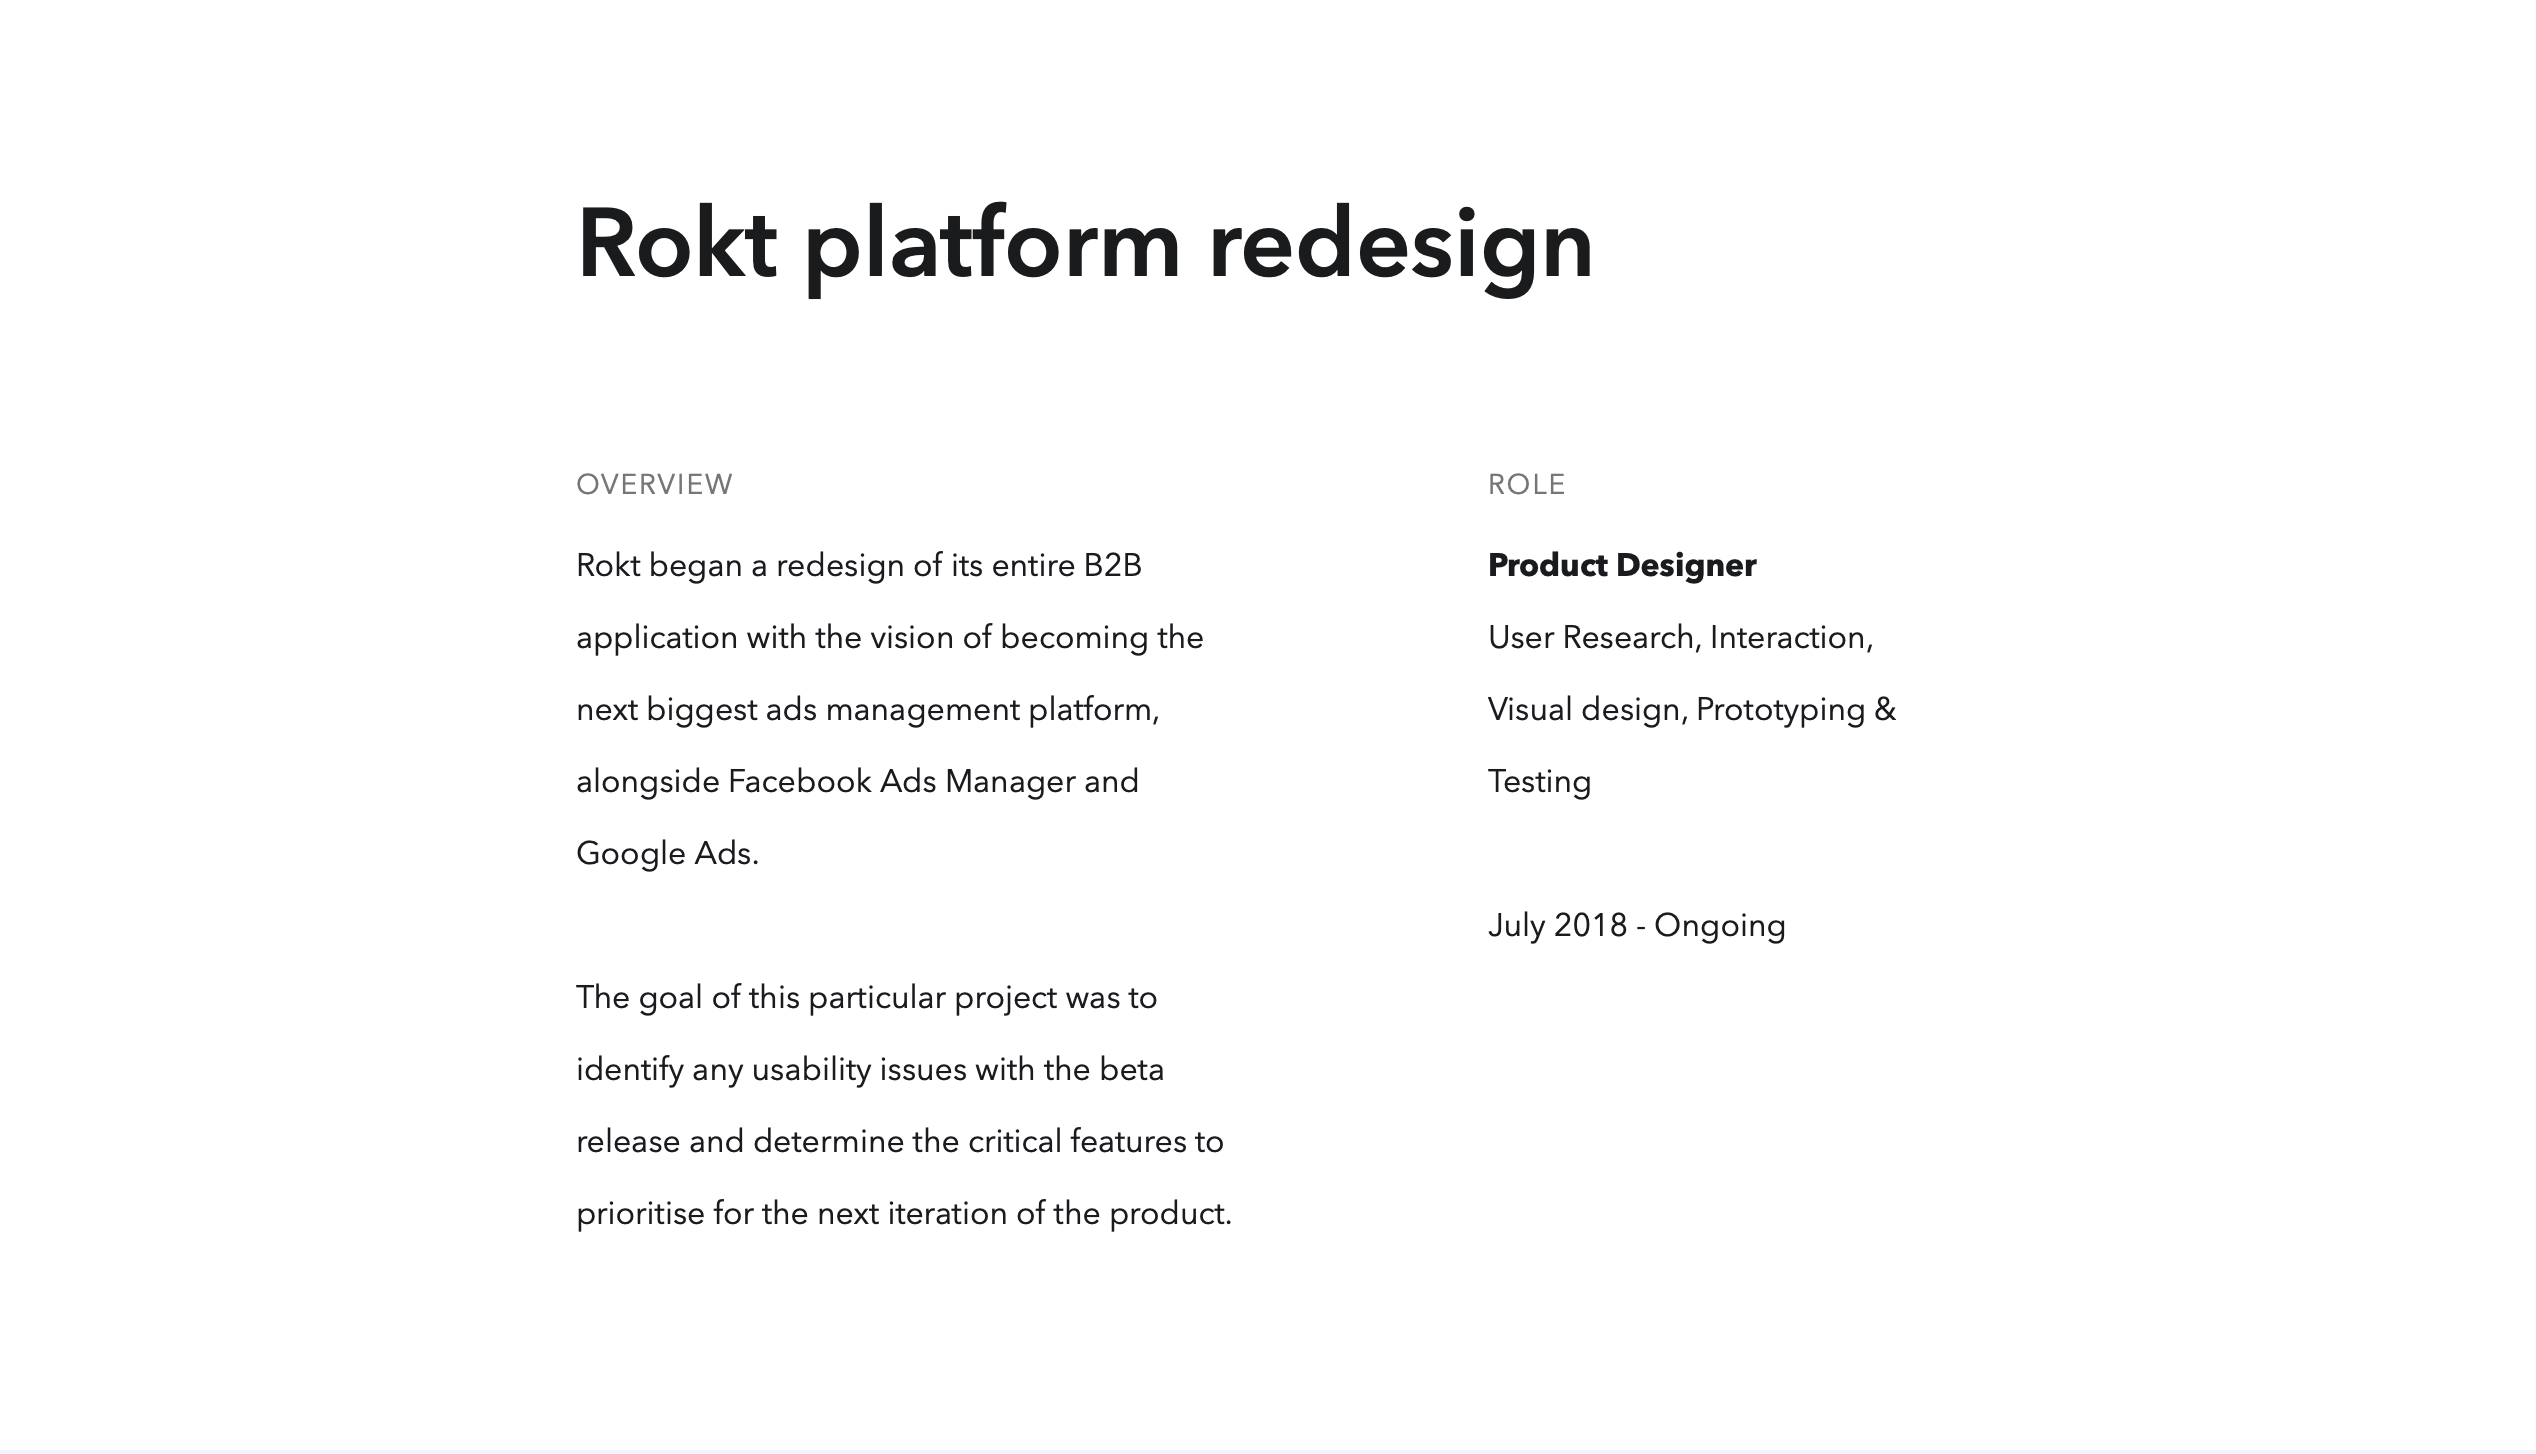 Rokt platform redesign
OVERVIEW
Rokt began a redesign of its entire B2B
application with the vision of becoming the
next biggest ads management platform,
alongside Facebook Ads Manager and
Google Ads.
The goal of this particular project was to
identify any usability issues with the beta
release and determine the critical features to
prioritise for the next iteration of the product.
ROLE
Product Designer
User Research, Interaction,
Visual design, Prototyping &
Testing
July 2018 - Ongoing